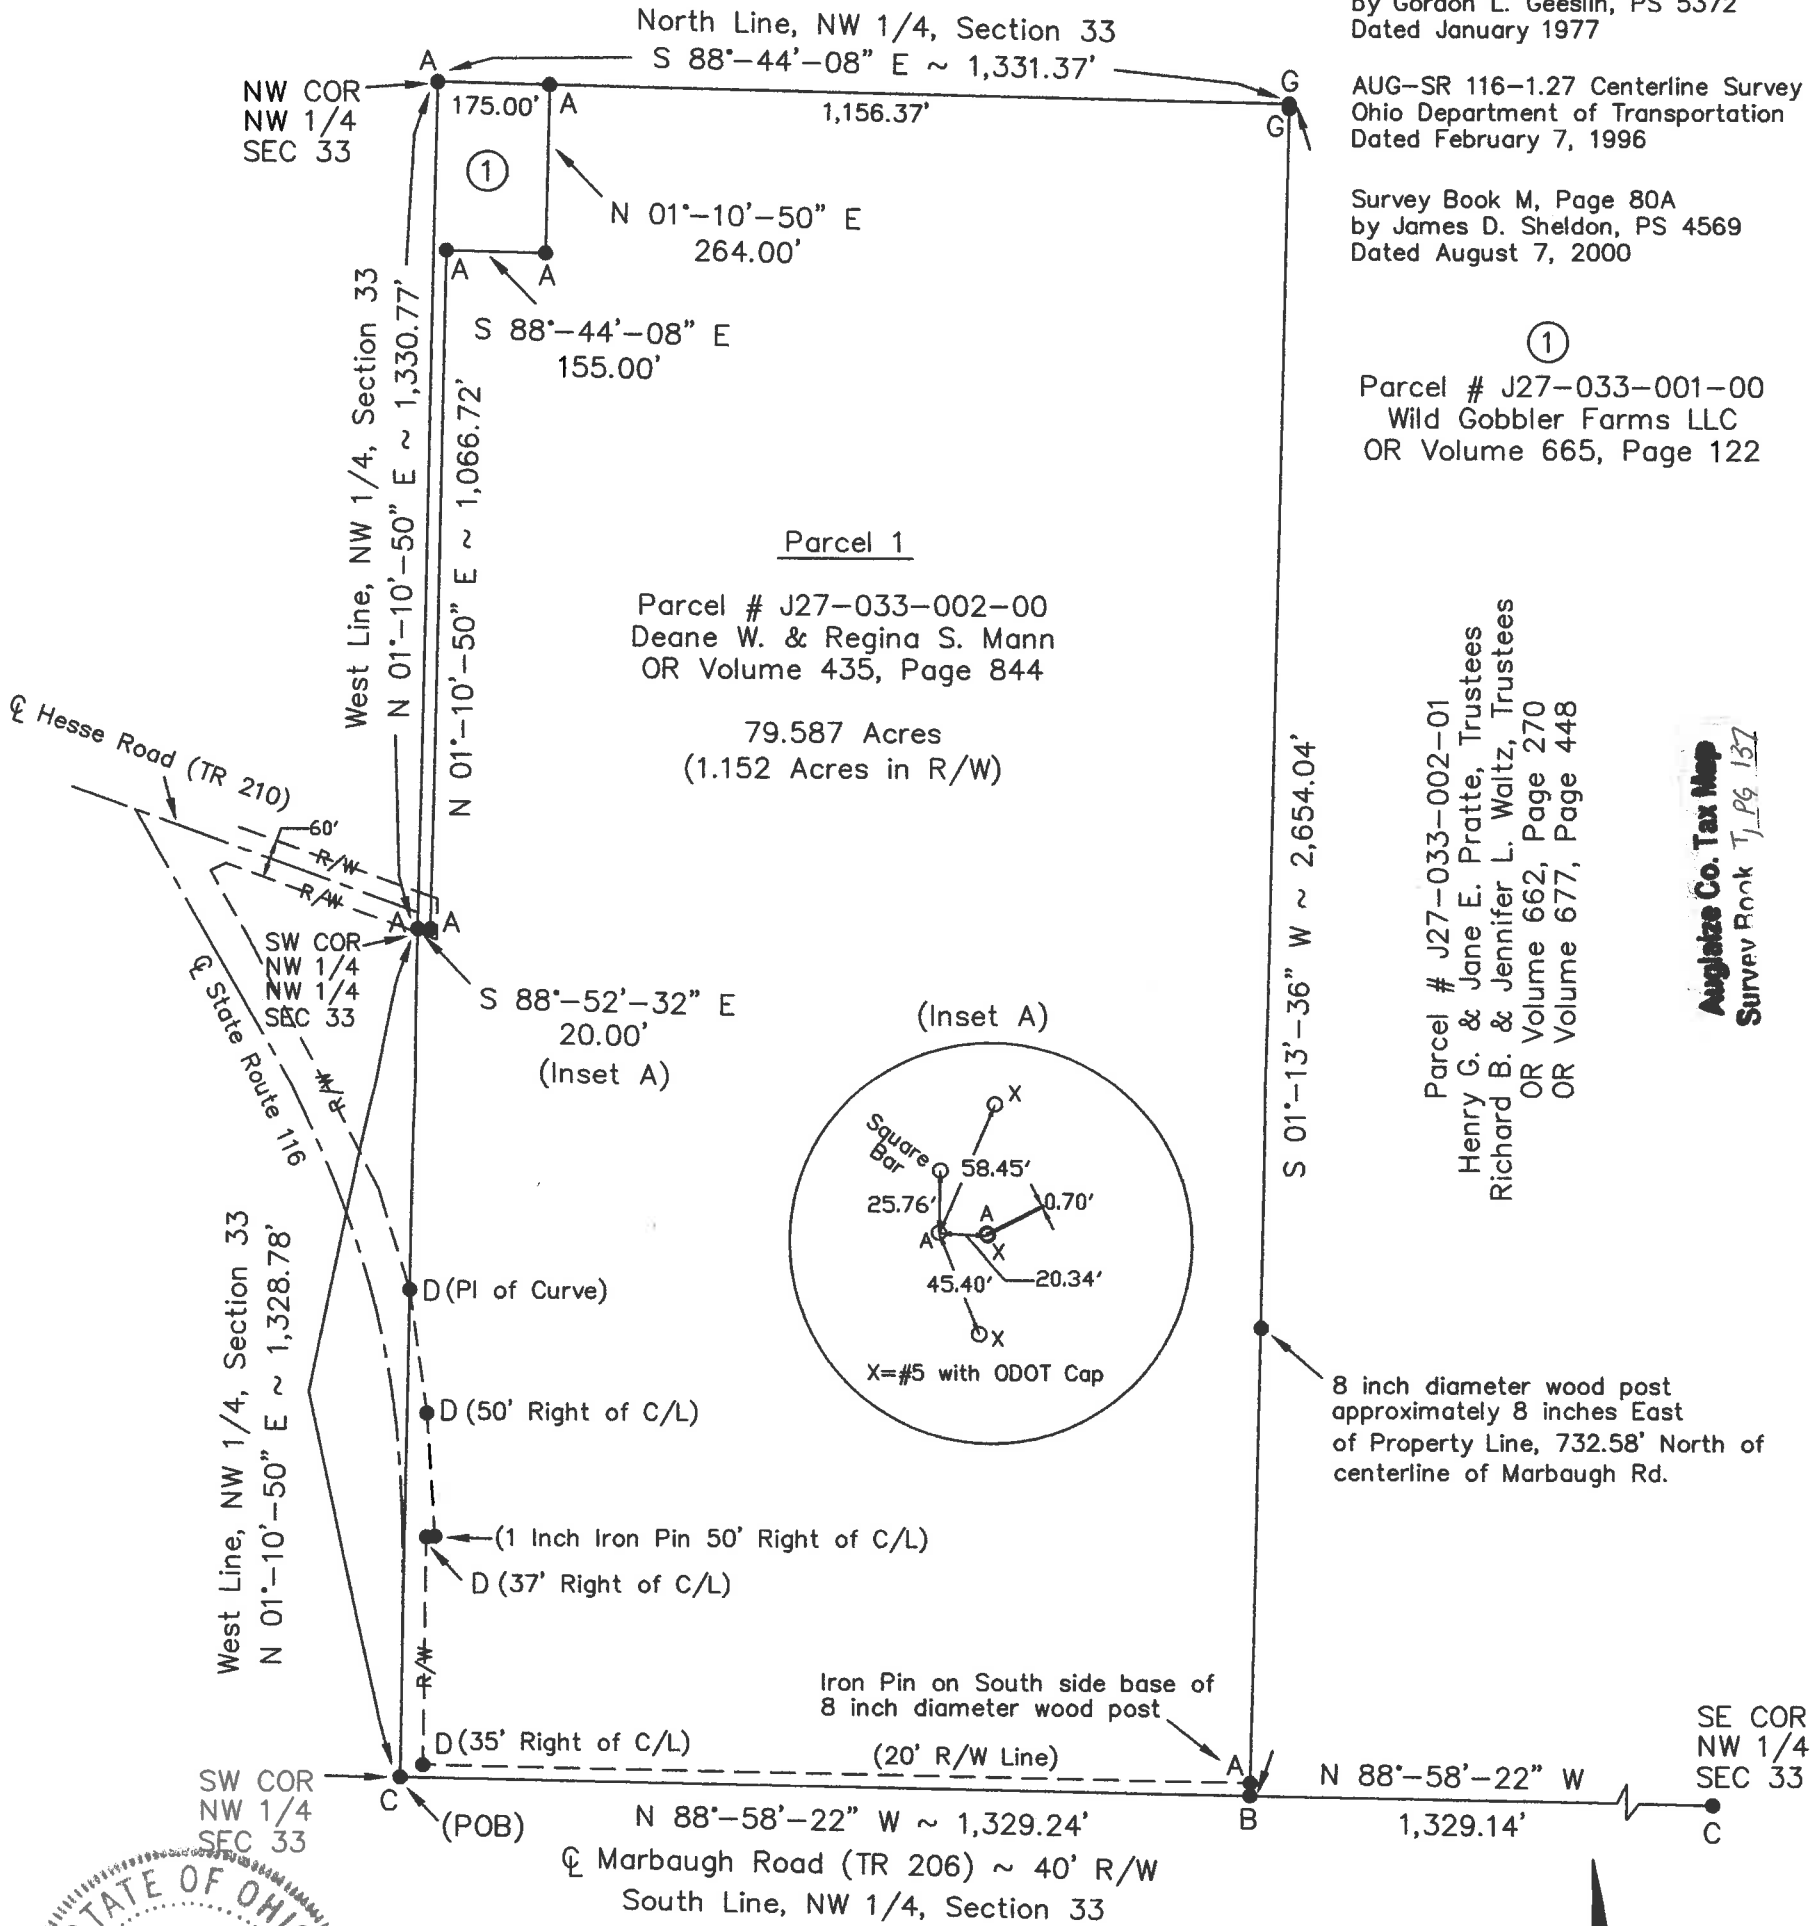 North Line, NW 1/4, Section 33
S 88°-44'-08" E ~ 1,331.37'
by Gordon L. Geeslin, PS 5372
Dated January 1977
AUG-SR 116-1.27 Centerline Survey
Ohio Department of Transportation
Dated February 7, 1996
Survey Book M, Page 80A
by James D. Sheldon, PS 4569
Dated August 7, 2000
1
Parcel # J27-033-001-00
Wild Gobbler Farms LLC
OR Volume 665, Page 122
NW COR
NW 1/4
SEC 33
A
175.00'
A
1,156.37'
G
G
1
N 01°-10'-50" E
264.00'
A
A
S 88°-44'-08" E
155.00'
West Line, NW 1/4, Section 33
N 01°-10'-50" E ~ 1,330.77'
N 01°-10'-50" E ~ 1,066.72'
Parcel 1
Parcel # J27-033-002-00
Deane W. & Regina S. Mann
OR Volume 435, Page 844
79.587 Acres
(1.152 Acres in R/W)
S 01°-13'-36" W ~ 2,654.04'
Parcel # J27-033-002-01
Henry G. & Jane E. Pratte, Trustees
Richard B. & Jennifer L. Waltz, Trustees
OR Volume 662, Page 270
OR Volume 677, Page 448
Auglaize Co. Tax Map
Survey Book T, PG 137
℄ Hesse Road (TR 210)
60'
R/W
R/W
A
A
SW COR
NW 1/4
NW 1/4
SEC 33
℄ State Route 116
R/W
S 88°-52'-32" E
20.00'
(Inset A)
(Inset A)
X
Square
Bar
58.45'
25.76'
A
0.70'
A
X
45.40'
20.34'
X
X=#5 with ODOT Cap
West Line, NW 1/4, Section 33
N 01°-10'-50" E ~ 1,328.78'
D (PI of Curve)
D (50' Right of C/L)
(1 Inch Iron Pin 50' Right of C/L)
D (37' Right of C/L)
R/W
8 inch diameter wood post
approximately 8 inches East
of Property Line, 732.58' North of
centerline of Marbaugh Rd.
Iron Pin on South side base of
8 inch diameter wood post
D (35' Right of C/L)
(20' R/W Line)
A
SE COR
NW 1/4
SEC 33
SW COR
NW 1/4
SEC 33
C
(POB)
N 88°-58'-22" W ~ 1,329.24'
B
N 88°-58'-22" W
1,329.14'
C
℄ Marbaugh Road (TR 206) ~ 40' R/W
South Line, NW 1/4, Section 33
STATE OF OHIO